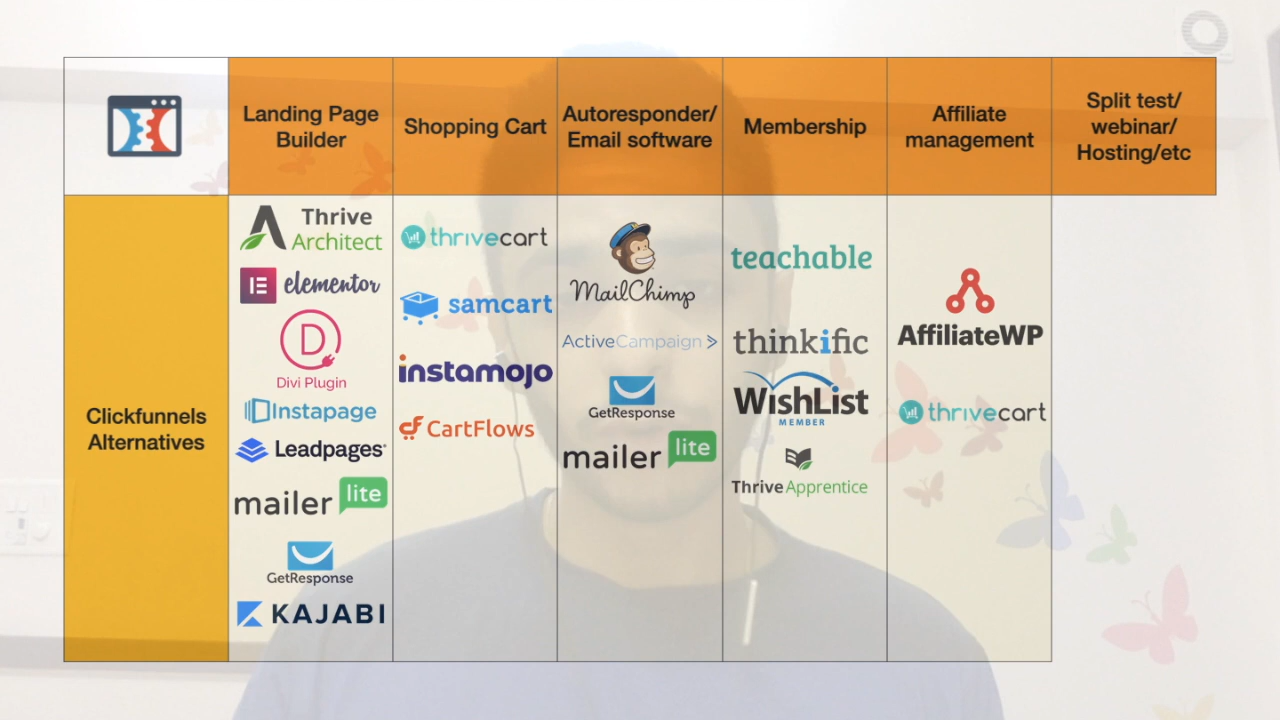 Landing Page
Builder
Shopping Cart
Autoresponder/
Email software
Membership
Affiliate
management
Split test/
webinar/
Hosting/etc
Clickfunnels
Alternatives
Thrive
Architect
elementor
Divi Plugin
Instapage
Leadpages®
mailer lite
GetResponse
KAJABI
thrivecart
samcart
instamojo
CartFlows
MailChimp
ActiveCampaign >
GetResponse
mailer lite
teachable
thinkific
WishList
MEMBER
Thrive Apprentice
AffiliateWP
thrivecart